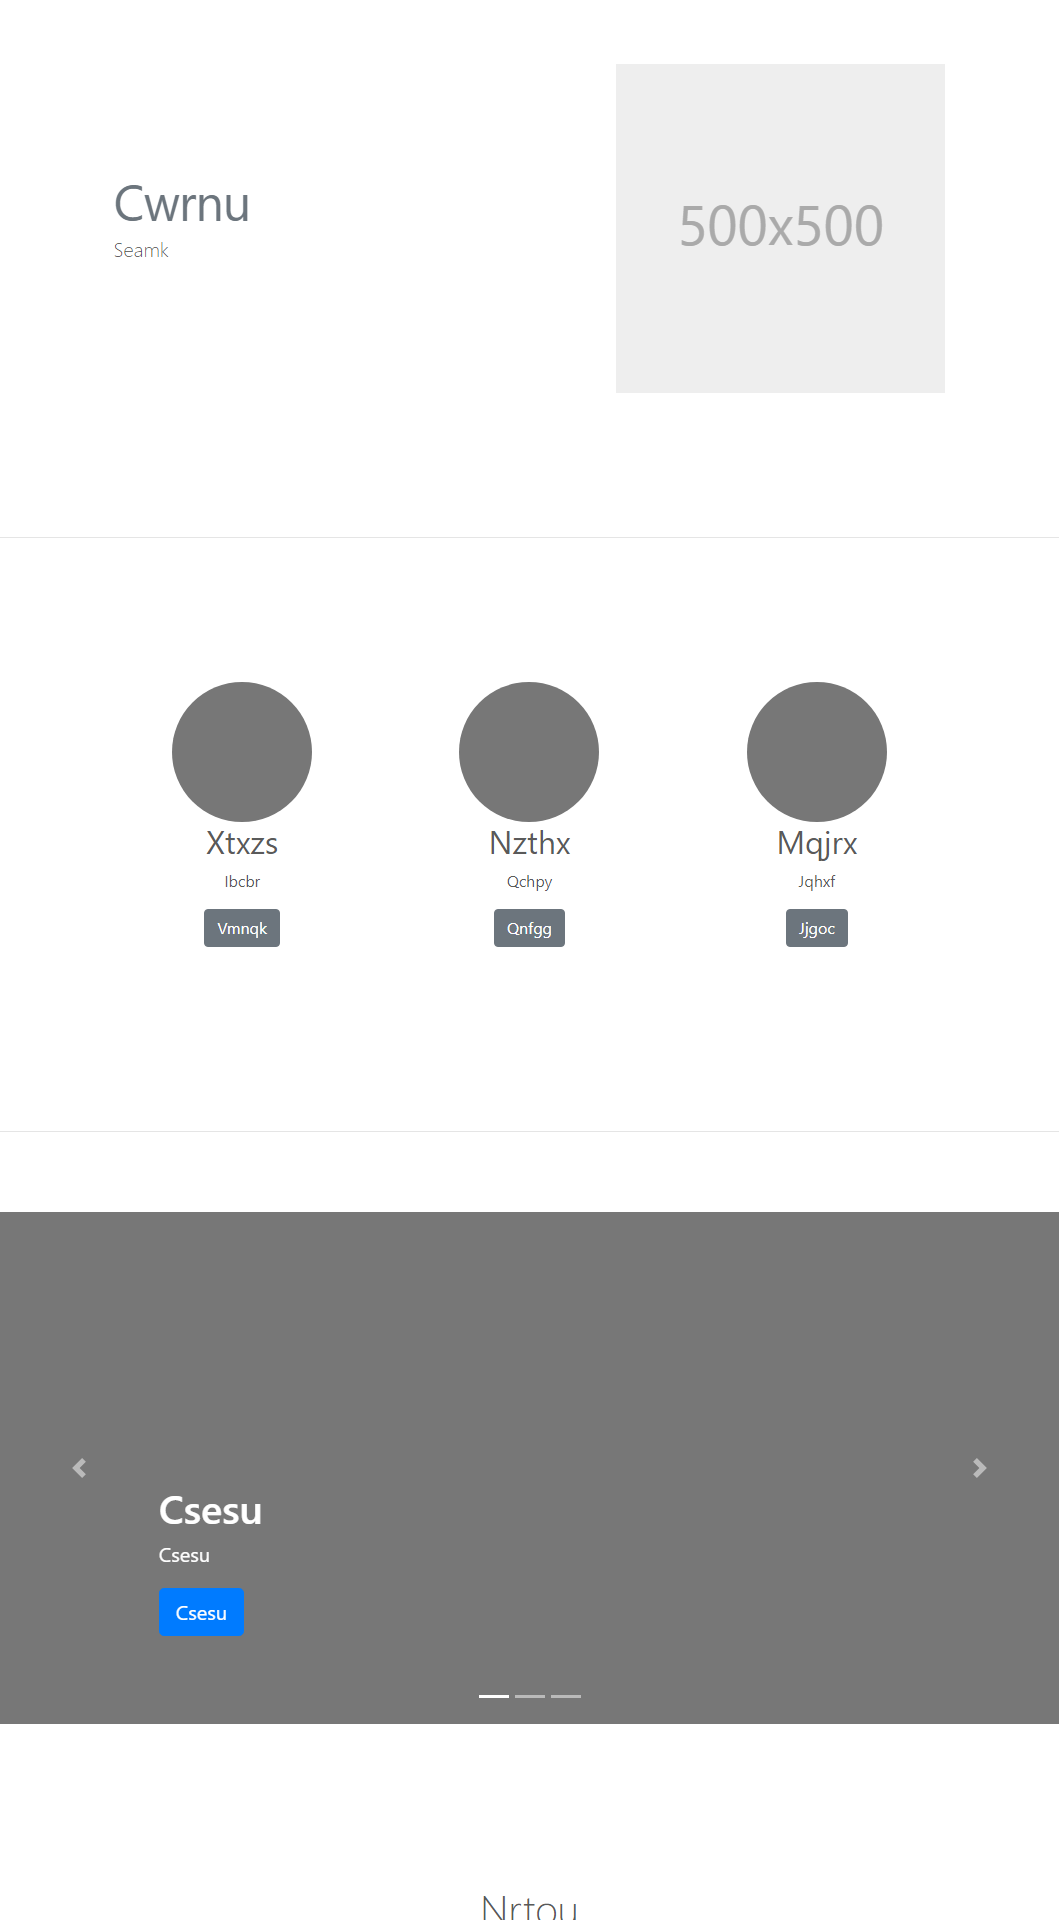 Cwrnu
Seamk
500x500
Xtxzs
Ibcbr
Vmnqk
Nzthx
Qchpy
Qnfgg
Mqjrx
Jqhxf
Jjgoc
Csesu
Csesu
Csesu
Nrtou